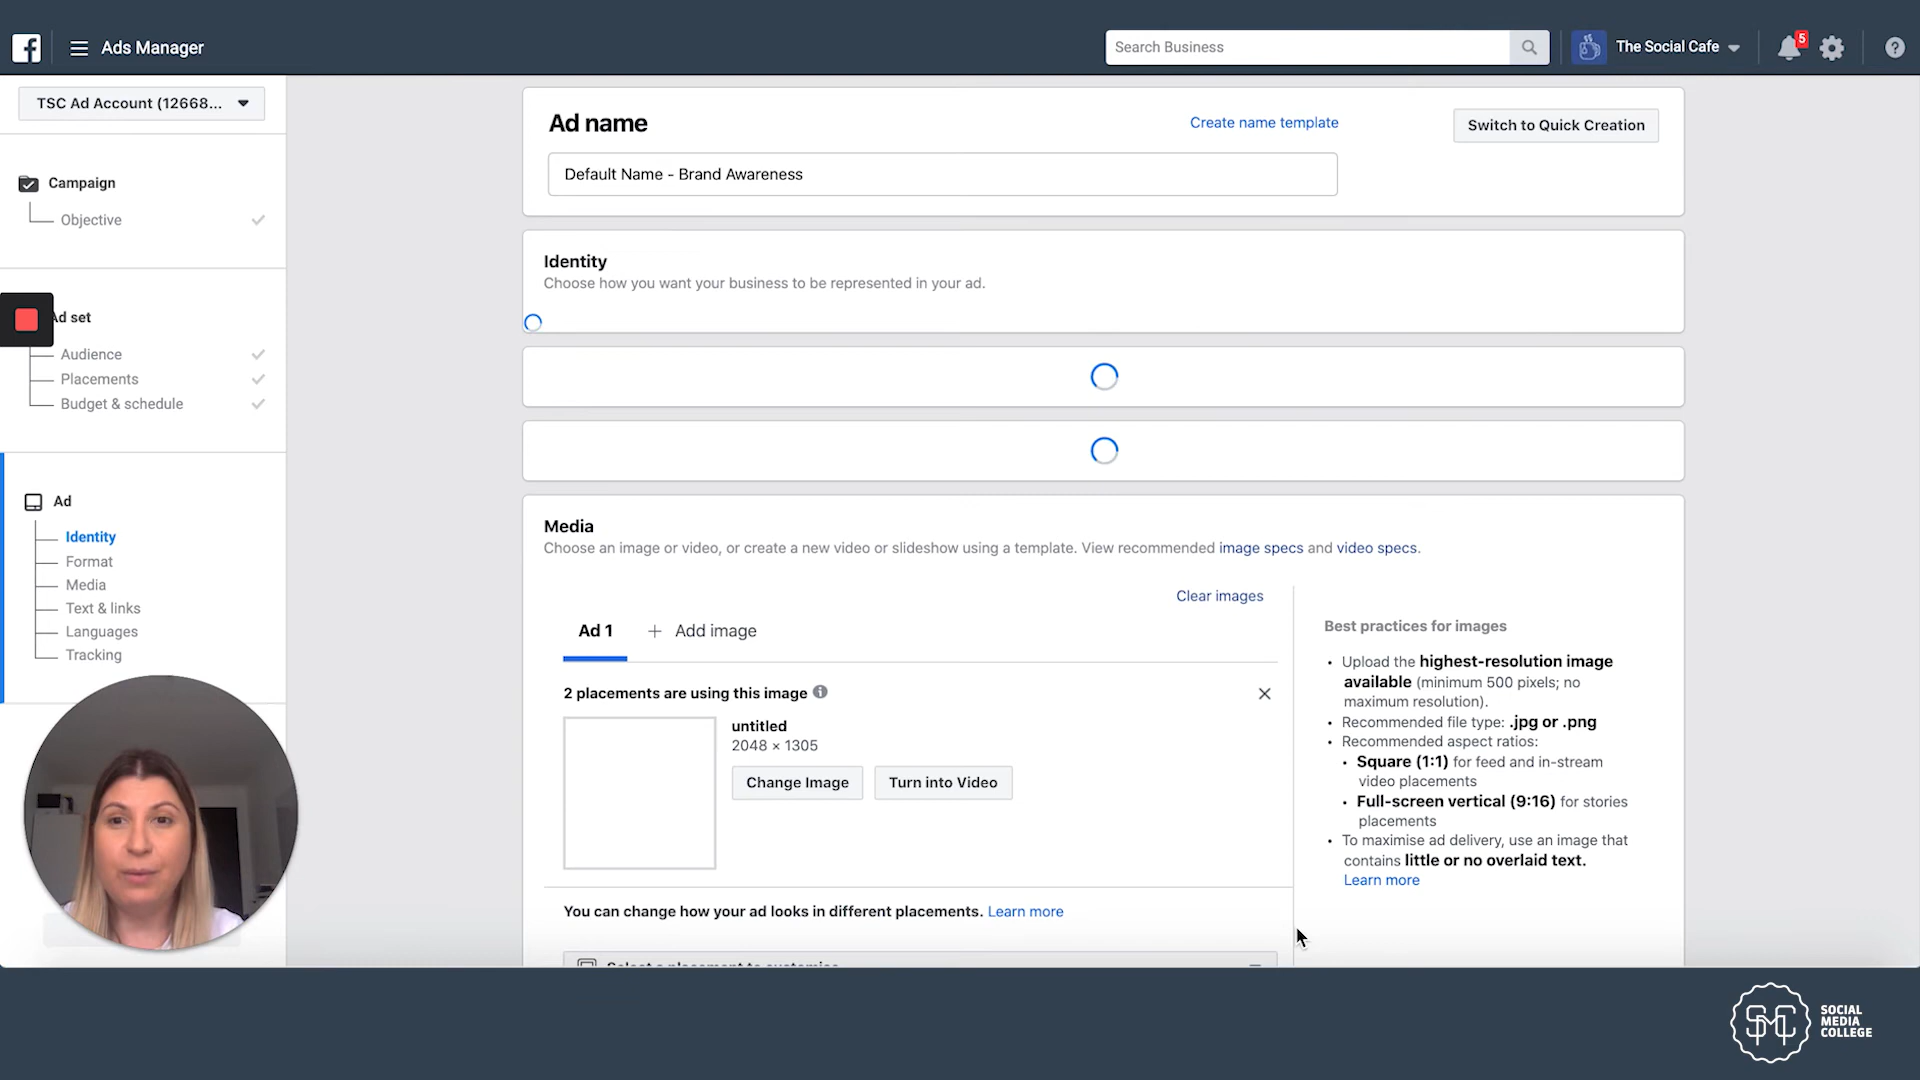 Ads Manager
Search Business
The Social Cafe
5
TSC Ad Account (12668...
Campaign
Objective
Ad set
Audience
Placements
Budget & schedule
Ad
Identity
Format
Media
Text & links
Languages
Tracking
Ad name
Create name template
Switch to Quick Creation
Default Name - Brand Awareness
Identity
Choose how you want your business to be represented in your ad.
Media
Choose an image or video, or create a new video or slideshow using a template. View recommended image specs and video specs.
Clear images
Ad 1
Add image
2 placements are using this image
untitled
2048 × 1305
Change Image
Turn into Video
You can change how your ad looks in different placements. Learn more
Select a placement to customise
Best practices for images
• Upload the highest-resolution image
available (minimum 500 pixels; no
maximum resolution).
• Recommended file type: .jpg or .png
• Recommended aspect ratios:
• Square (1:1) for feed and in-stream
video placements
• Full-screen vertical (9:16) for stories
placements
• To maximise ad delivery, use an image that
contains little or no overlaid text.
Learn more
SMC
SOCIAL
MEDIA
COLLEGE